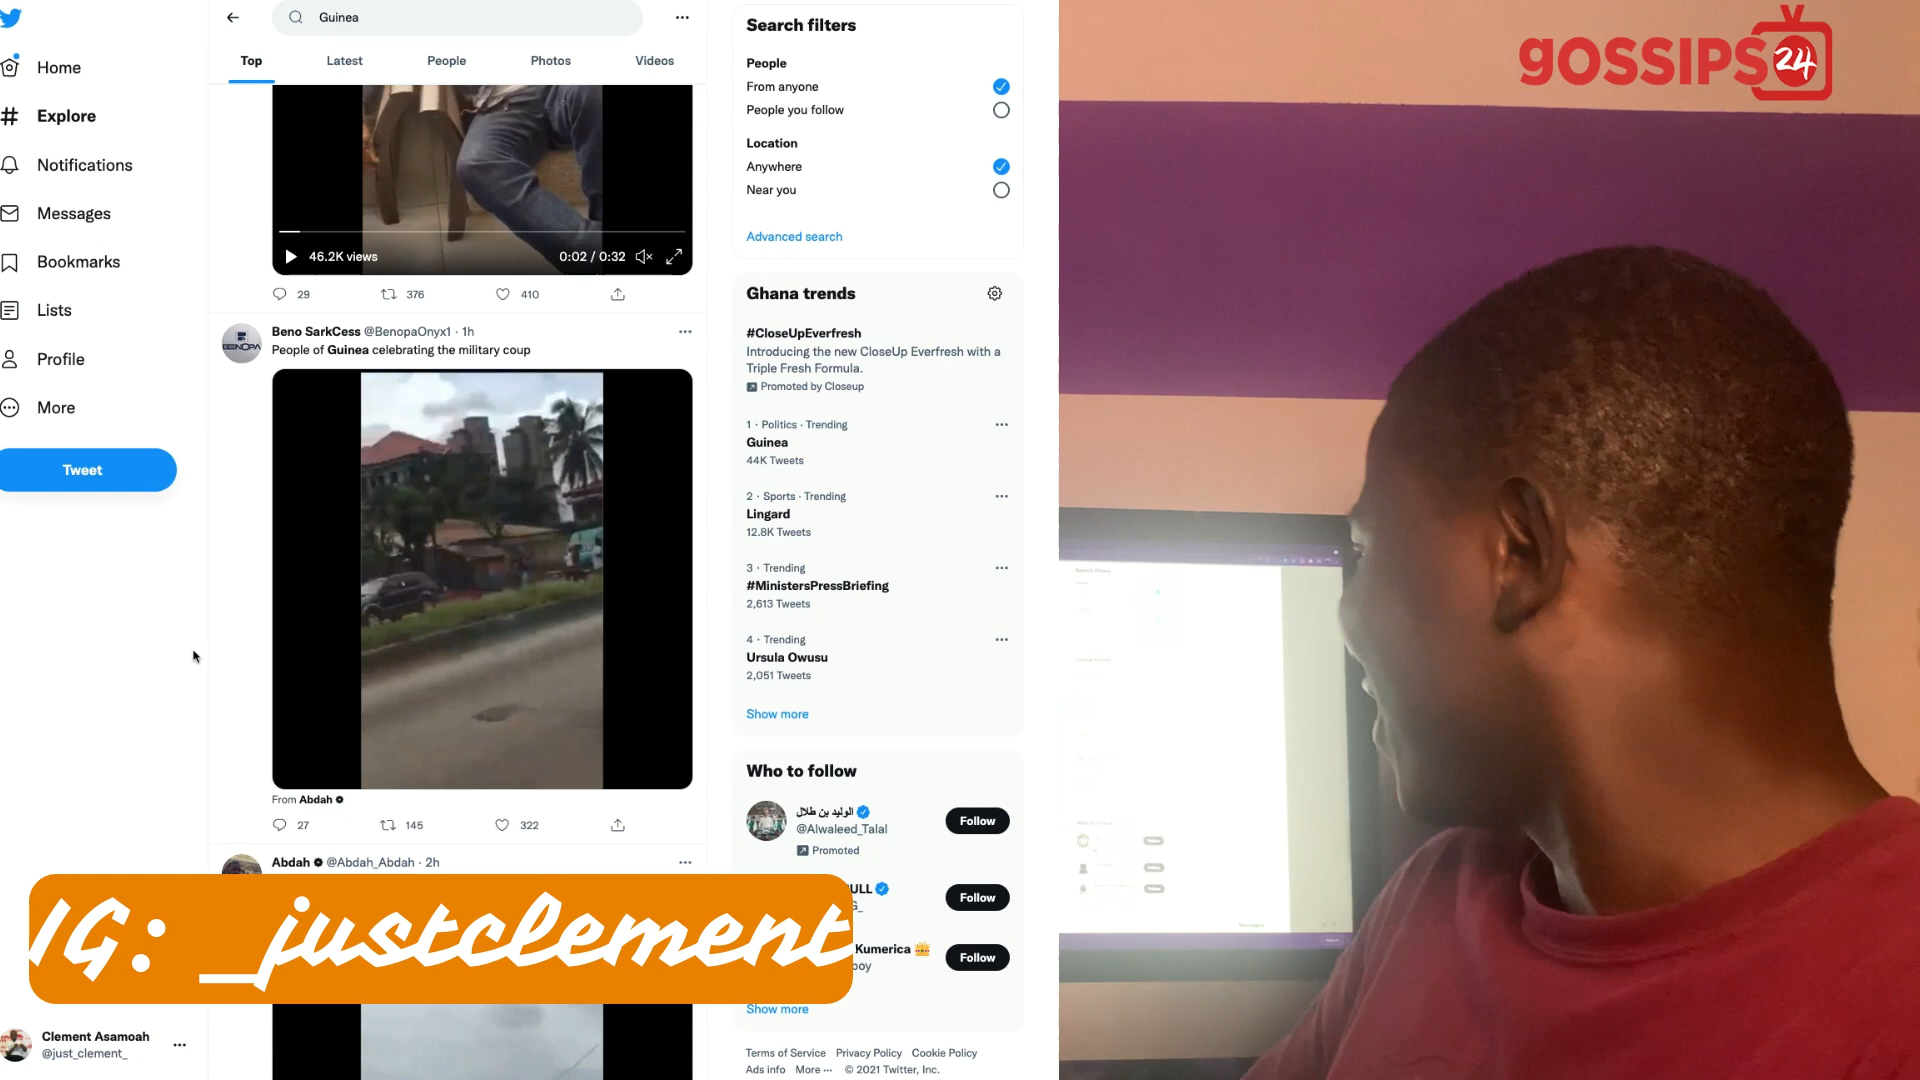 Guinea
Home
Explore
Notifications
Messages
Bookmarks
Lists
Profile
More
Tweet
Top
Latest
People
Photos
Videos
46.2K views
0:02 / 0:32
29
376
410
Beno SarkCess @BenopaOnyx1 · 1h
People of Guinea celebrating the military coup
From Abdah
27
145
322
Abdah @Abdah_Abdah · 2h
Search filters
People
From anyone
People you follow
Location
Anywhere
Near you
Advanced search
Ghana trends
#CloseUpEverfresh
Introducing the new CloseUp Everfresh with a
Triple Fresh Formula.
Promoted by Closeup
1 · Politics · Trending
Guinea
44K Tweets
2 · Sports · Trending
Lingard
12.8K Tweets
3 · Trending
#MinistersPressBriefing
2,613 Tweets
4 · Trending
Ursula Owusu
2,051 Tweets
Show more
Who to follow
الوليد بن طلال
@Alwaleed_Talal
Promoted
Follow
ULL
G_
Follow
Kumerica
boy
Follow
Show more
Terms of Service Privacy Policy Cookie Policy
Ads info More ··· © 2021 Twitter, Inc.
Clement Asamoah
@just_clement_
IG: _justclement
gOSSIPS24